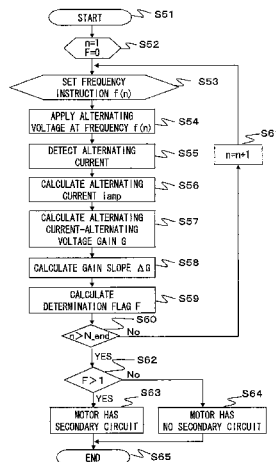 START
S51
n=1
F=0
S52
SET FREQUENCY
INSTRUCTION f(n)
S53
APPLY ALTERNATING
VOLTAGE AT FREQUENCY f(n)
S54
DETECT ALTERNATING
CURRENT
S55
n=n+1
CALCULATE ALTERNATING
CURRENT iamp
S56
CALCULATE ALTERNATING
CURRENT-ALTERNATING
VOLTAGE GAIN G
S57
CALCULATE GAIN SLOPE ΔG
S58
CALCULATE
DETERMINATION FLAG F
S59
S60
n>N_end
No
YES
S62
F>1
No
YES
S63
S64
MOTOR HAS
SECONDARY CIRCUIT
MOTOR HAS
NO SECONDARY CIRCUIT
END
S65